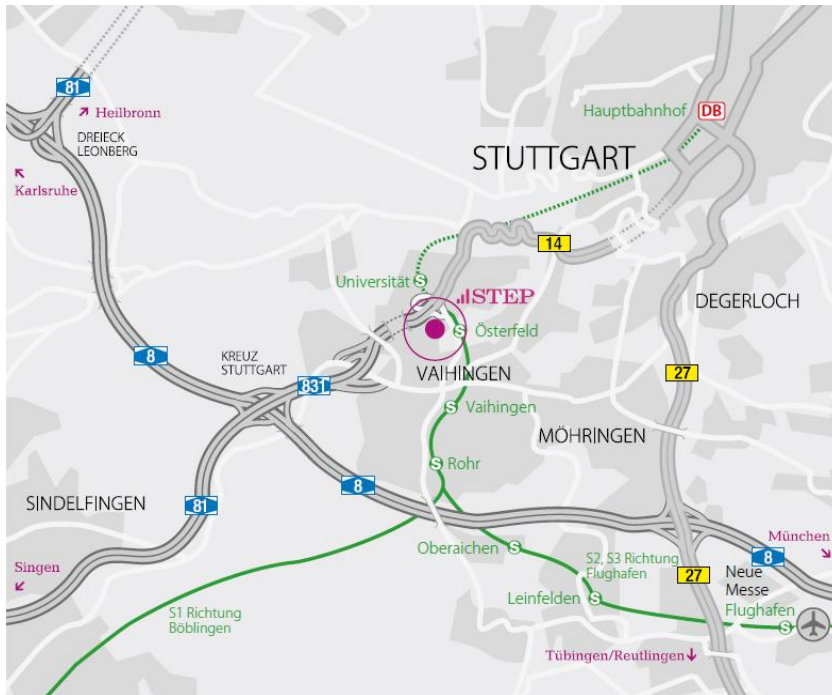 81
Heilbronn
DREIECK
LEONBERG
Karlsruhe
Hauptbahnhof
DB
STUTTGART
14
Universität
S
STEP
S
Österfeld
DEGERLOCH
8
KREUZ
STUTTGART
831
VAIHINGEN
27
S
Vaihingen
MÖHRINGEN
S
Rohr
8
SINDELFINGEN
81
Singen
München
8
Oberaichen
S
S2, S3 Richtung
Flughafen
27
Neue
Messe
Leinfelden
S
Flughafen
S
S1 Richtung
Böblingen
Tübingen/Reutlingen